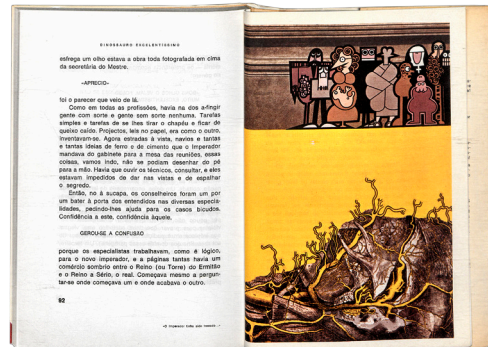 DINOSSAURO EXCELENTÍSSIMO
esfrega um olho estava a obra toda fotografada em cima
da secretária do Mestre.
«APRECIO»
foi o parecer que veio de lá.
Como em todas as profissões, havia na dos a-fingir
gente com sorte e gente sem sorte nenhuma. Tarefas
simples e tarefas de se lhes tirar o chapéu e ficar de
queixo caído. Projectos, leis no papel, era como o outro,
inventavam-se. Agora estradas à vista, navios e tantas
e tantas ideias de ferro e de cimento que o Imperador
mandava do gabinete para a mesa das reuniões, essas
coisas, vamos indo, não se podiam desenhar do pé
para a mão. Havia que ouvir os técnicos, consultar, e eles
estavam impedidos de dar nas vistas e de espalhar
o segredo.
Então, no à sucapa, os conselheiros foram um por
um bater à porta dos entendidos nas diversas especia-
lidades, pedindo-lhes ajuda para os casos bicudos.
Confidência a este, confidência àquele,
GEROU-SE A CONFUSÃO
porque os especialistas trabalhavam, como é lógico,
para o novo imperador, e a páginas tantas havia um
comércio sombrio entre o Reino (ou Torre) do Ermitão
e o Reino a Sério, o real. Começava mesmo a pergun-
tar-se onde começava um e onde acabava o outro.
92
«O Imperador tinha